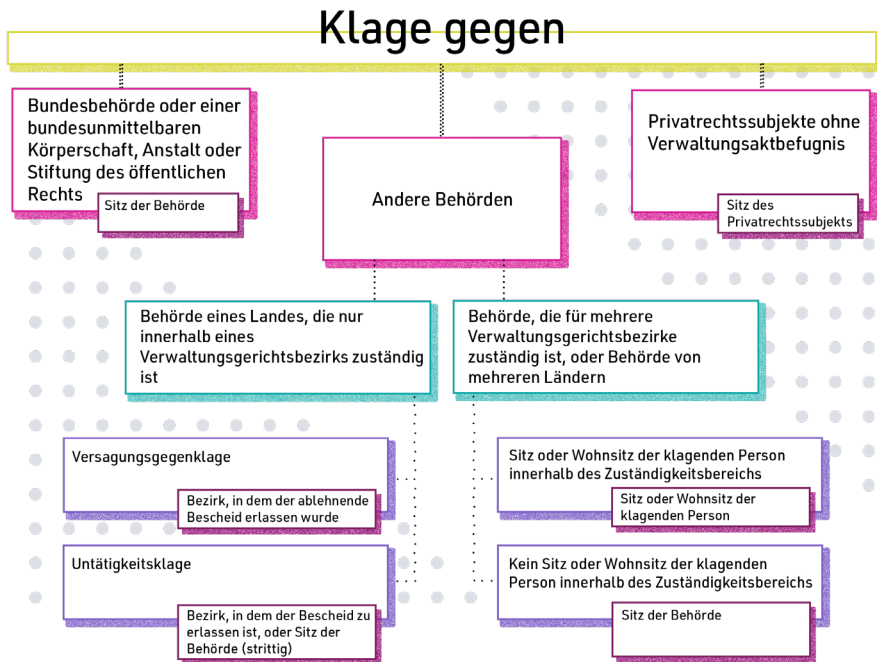 Klage gegen
Bundesbehörde oder einer
bundesunmittelbaren
Körperschaft, Anstalt oder
Stiftung des öffentlichen
Rechts
Sitz der Behörde
Andere Behörden
Privatrechtssubjekte ohne
Verwaltungsaktbefugnis
Sitz des
Privatrechtssubjekts
Behörde eines Landes, die nur
innerhalb eines
Verwaltungsgerichtsbezirks zuständig
ist
Behörde, die für mehrere
Verwaltungsgerichtsbezirke
zuständig ist, oder Behörde von
mehreren Ländern
Versagungsgegenklage
Bezirk, in dem der ablehnende
Bescheid erlassen wurde
Untätigkeitsklage
Bezirk, in dem der Bescheid zu
erlassen ist, oder Sitz der
Behörde (strittig)
Sitz oder Wohnsitz der klagenden Person
innerhalb des Zuständigkeitsbereichs
Sitz oder Wohnsitz der
klagenden Person
Kein Sitz oder Wohnsitz der klagenden
Person innerhalb des Zuständigkeitsbereichs
Sitz der Behörde